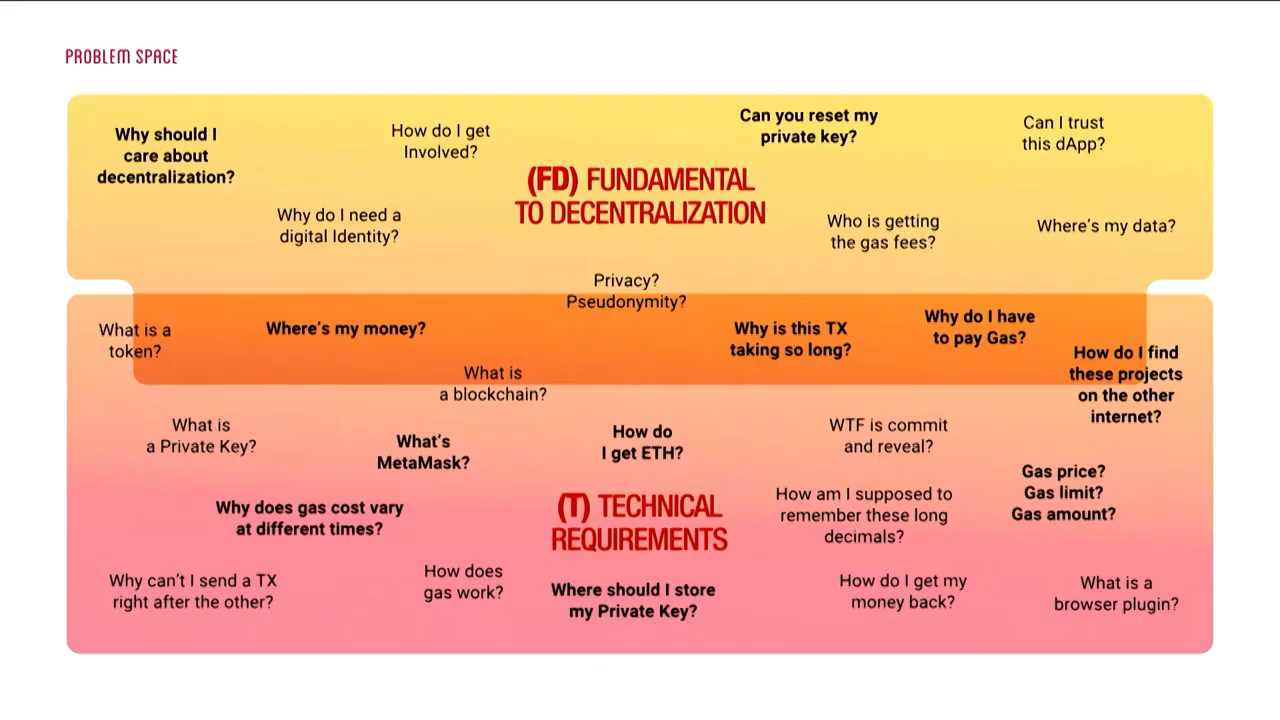 PROBLEM SPACE
Why should I
care about
decentralization?
How do I get
Involved?
Can you reset my
private key?
Can I trust
this dApp?
(FD) FUNDAMENTAL
TO DECENTRALIZATION
Why do I need a
digital Identity?
Who is getting
the gas fees?
Where's my data?
Privacy?
Pseudonymity?
What is a
token?
Where's my money?
Why is this TX
taking so long?
Why do I have
to pay Gas?
How do I find
these projects
on the other
internet?
What is
a blockchain?
What is
a Private Key?
What's
MetaMask?
How do
I get ETH?
WTF is commit
and reveal?
Gas price?
Gas limit?
Gas amount?
Why does gas cost vary
at different times?
(T) TECHNICAL
REQUIREMENTS
How am I supposed to
remember these long
decimals?
Why can't I send a TX
right after the other?
How does
gas work?
Where should I store
my Private Key?
How do I get my
money back?
What is a
browser plugin?